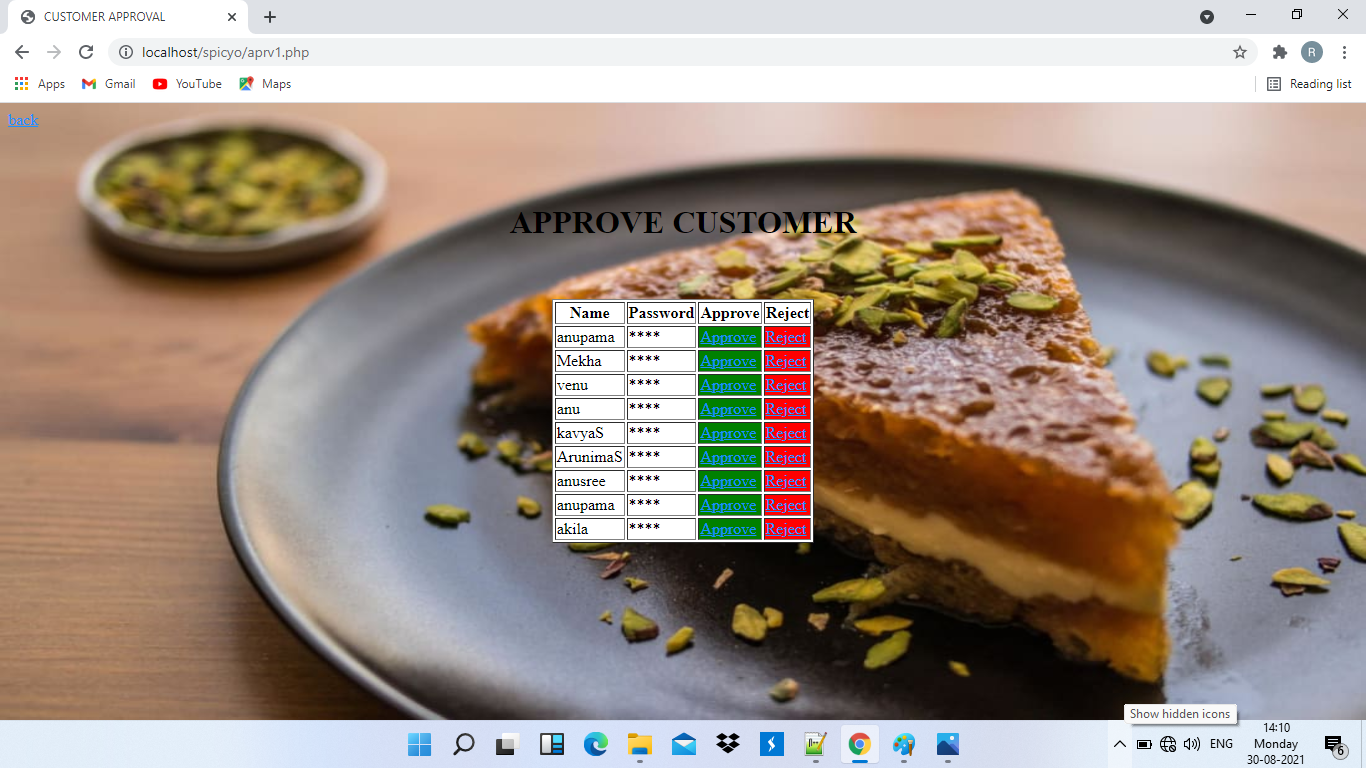 CUSTOMER APPROVAL
localhost/spicyo/aprv1.php
R
Apps Gmail YouTube Maps Reading list
back
APPROVE CUSTOMER
Name Password Approve Reject
anupama **** Approve Reject
Mekha **** Approve Reject
venu **** Approve Reject
anu **** Approve Reject
kavyaS **** Approve Reject
ArunimaS **** Approve Reject
anusree **** Approve Reject
anupama **** Approve Reject
akila **** Approve Reject
Show hidden icons
ENG
14:10
Monday
30-08-2021
6